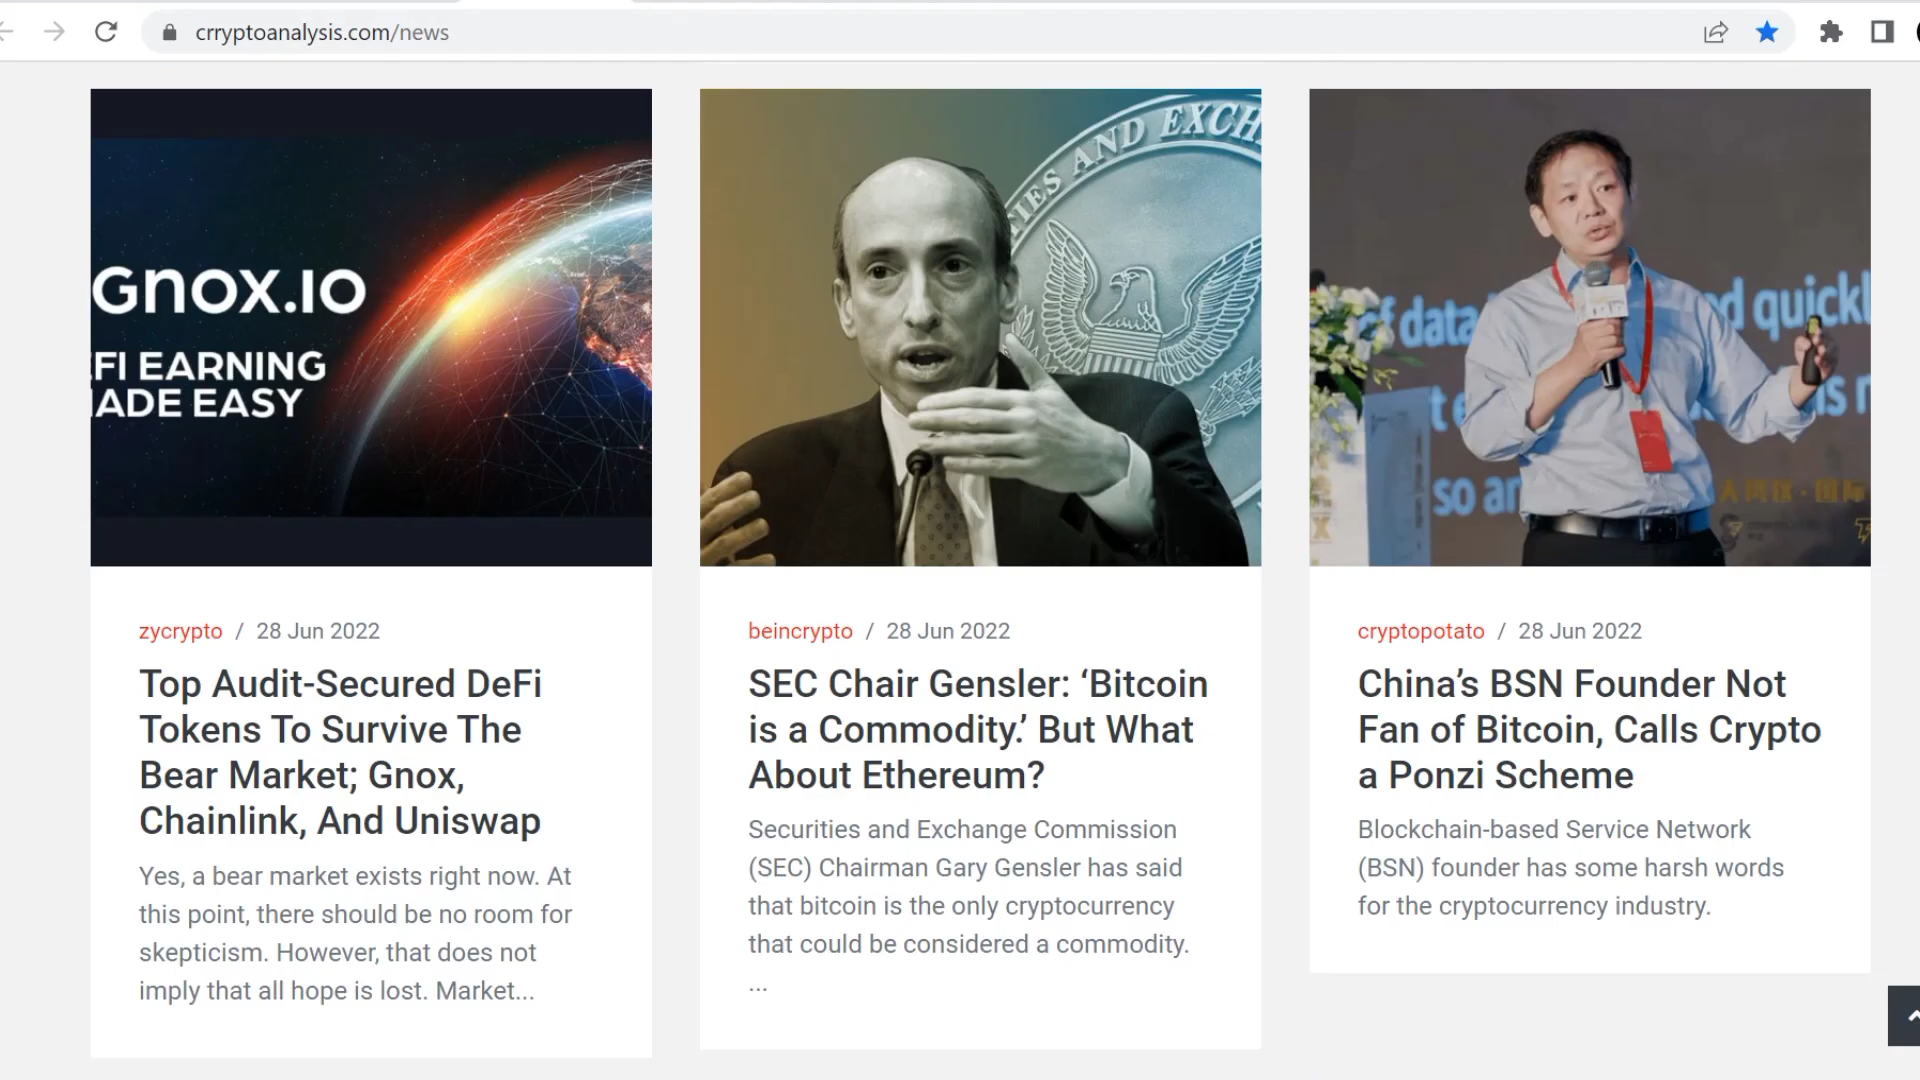 crryptoanalysis.com/news
Gnox.io
EFI EARNING
MADE EASY
zycrypto / 28 Jun 2022
Top Audit-Secured DeFi
Tokens To Survive The
Bear Market; Gnox,
Chainlink, And Uniswap
Yes, a bear market exists right now. At
this point, there should be no room for
skepticism. However, that does not
imply that all hope is lost. Market...
IES AND EXCH
beincrypto / 28 Jun 2022
SEC Chair Gensler: ‘Bitcoin
is a Commodity.’ But What
About Ethereum?
Securities and Exchange Commission
(SEC) Chairman Gary Gensler has said
that bitcoin is the only cryptocurrency
that could be considered a commodity.
...
of data
d quickl
t e
is r
so ar
cryptopotato / 28 Jun 2022
China’s BSN Founder Not
Fan of Bitcoin, Calls Crypto
a Ponzi Scheme
Blockchain-based Service Network
(BSN) founder has some harsh words
for the cryptocurrency industry.